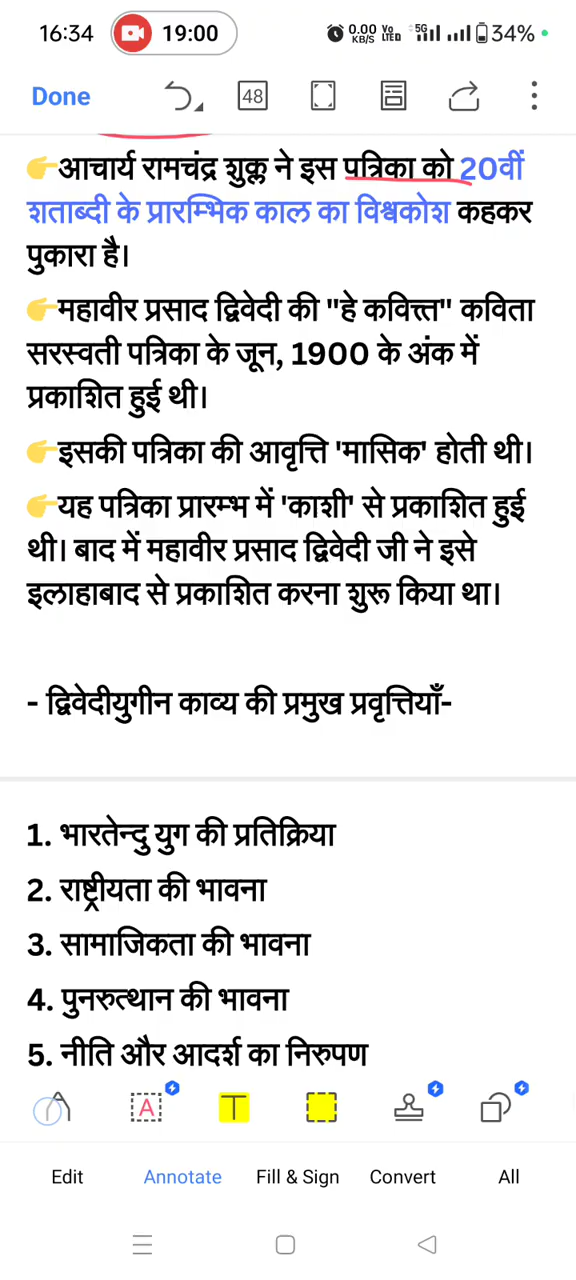 16:34 19:00 0.00 KB/S Vo LTE 5G 34%
Done 48
👉आचार्य रामचंद्र शुक्ल ने इस पत्रिका को 20वीं
शताब्दी के प्रारम्भिक काल का विश्वकोश कहकर
पुकारा है।
👉महावीर प्रसाद द्विवेदी की "हे कवित्त" कविता
सरस्वती पत्रिका के जून, 1900 के अंक में
प्रकाशित हुई थी।
👉इसकी पत्रिका की आवृत्ति 'मासिक' होती थी।
👉यह पत्रिका प्रारम्भ में 'काशी' से प्रकाशित हुई
थी। बाद में महावीर प्रसाद द्विवेदी जी ने इसे
इलाहाबाद से प्रकाशित करना शुरू किया था।
- द्विवेदीयुगीन काव्य की प्रमुख प्रवृत्तियाँ-
1. भारतेन्दु युग की प्रतिक्रिया
2. राष्ट्रीयता की भावना
3. सामाजिकता की भावना
4. पुनरुत्थान की भावना
5. नीति और आदर्श का निरुपण
A T
Edit Annotate Fill & Sign Convert All